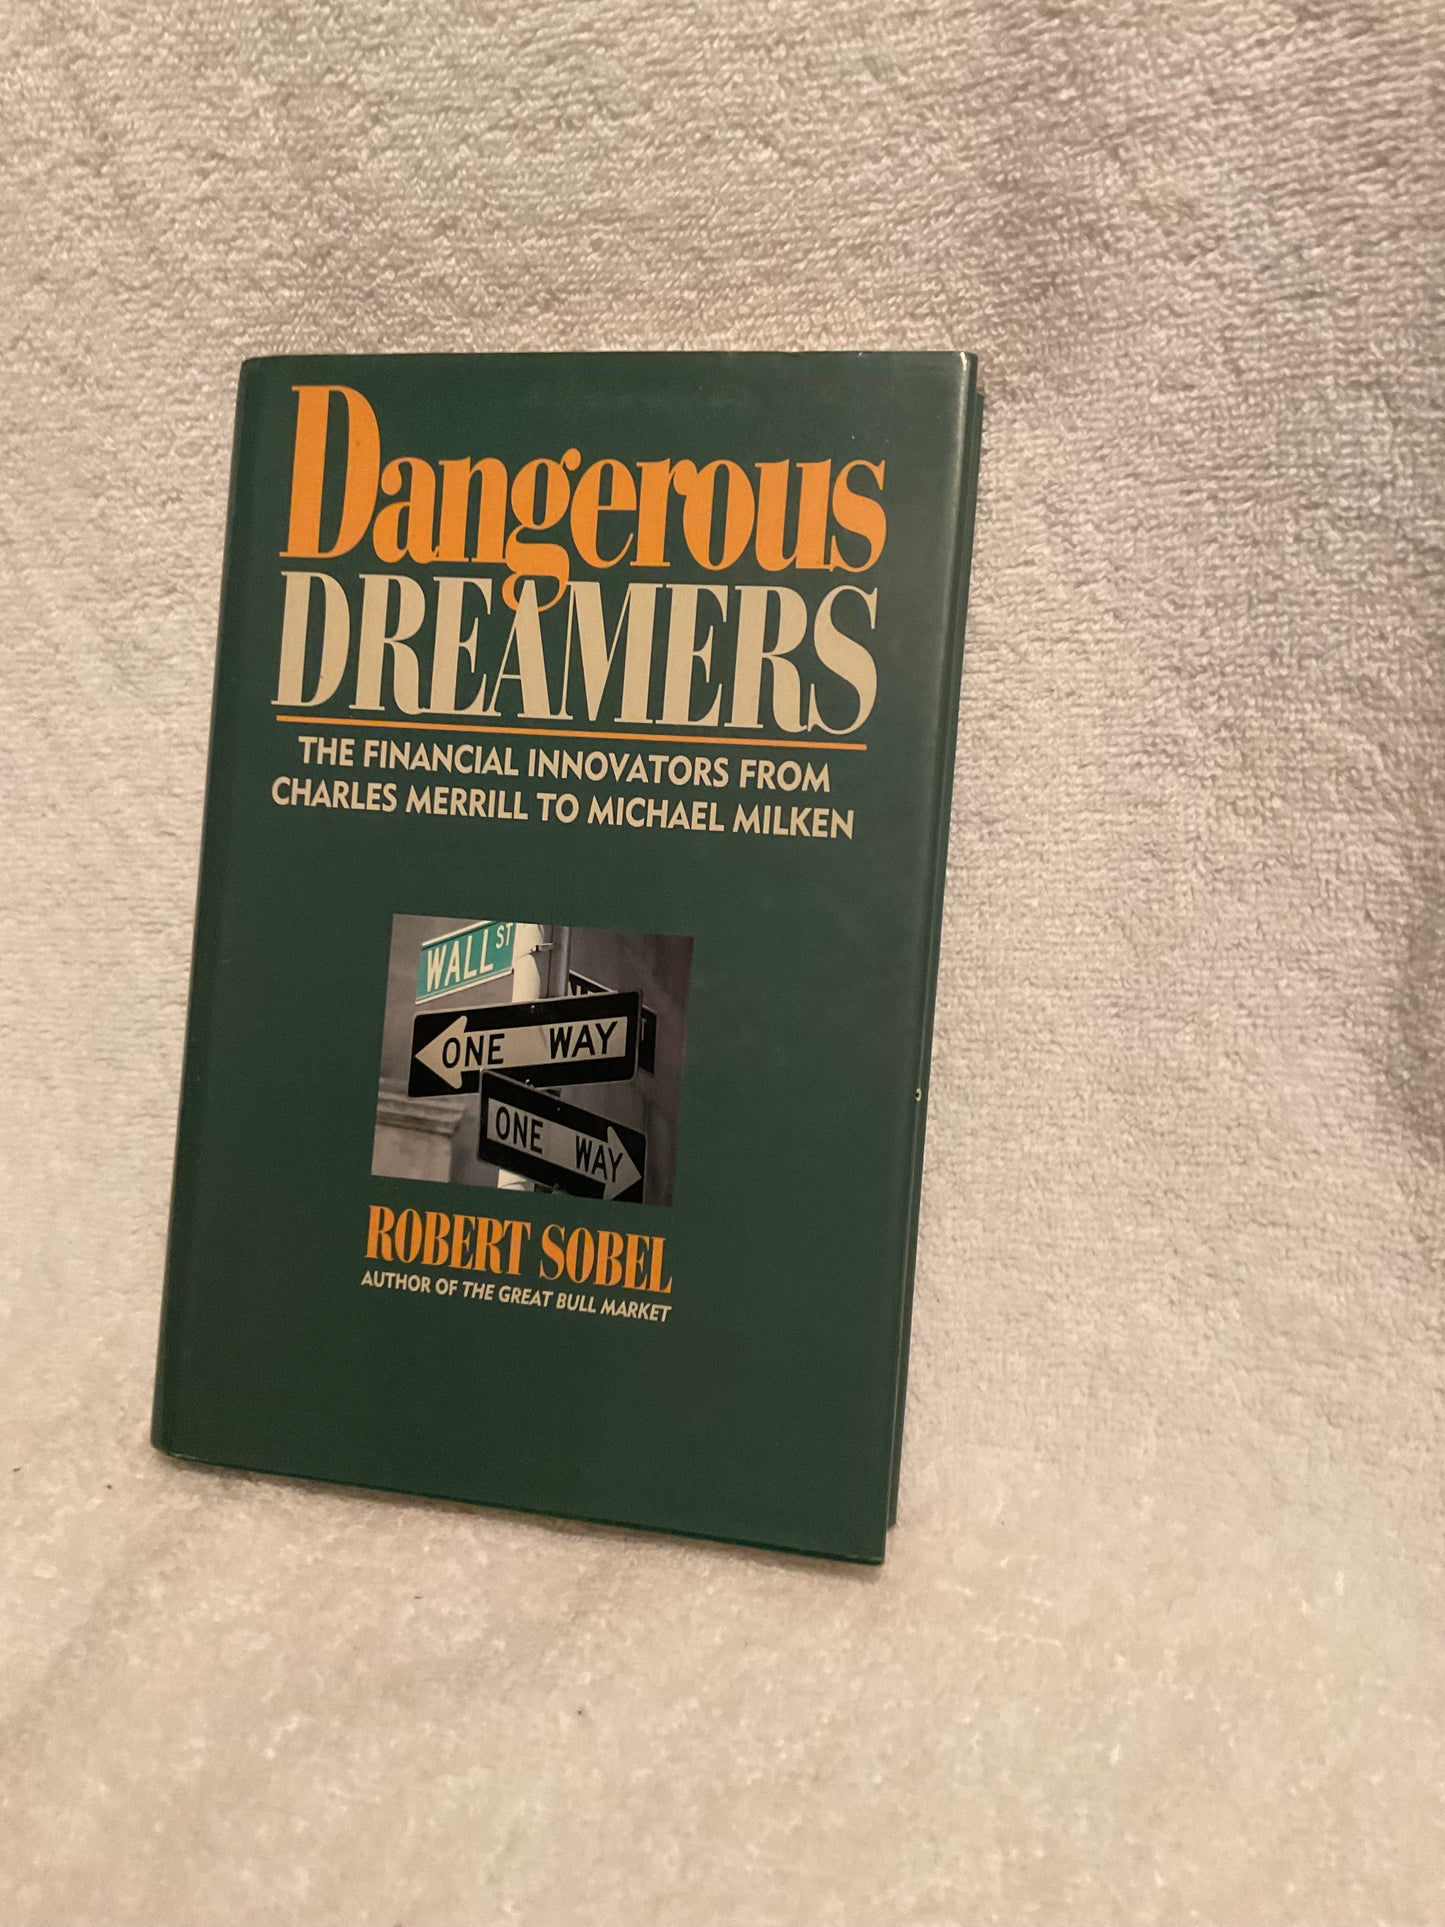 Dangerous
DREAMERS
THE FINANCIAL INNOVATORS FROM
CHARLES MERRILL TO MICHAEL MILKEN
WALL ST
ONE WAY
ONE WAY
ROBERT SOBEL
AUTHOR OF THE GREAT BULL MARKET